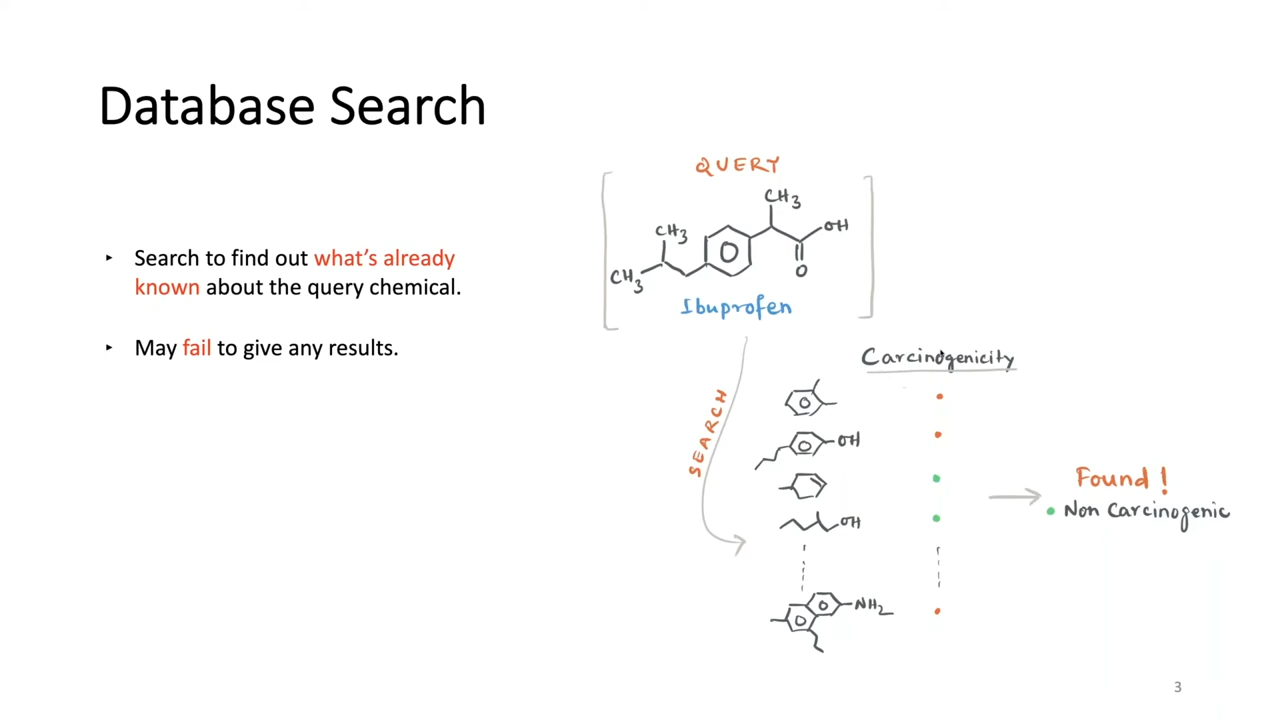 Database Search
Search to find out what's already
known about the query chemical.
May fail to give any results.
QUERY
CH3
OH
CH3
CH3
O
Ibuprofen
SEARCH
Carcinogenicity
OH
OH
NH2
Found !
Non Carcinogenic
3